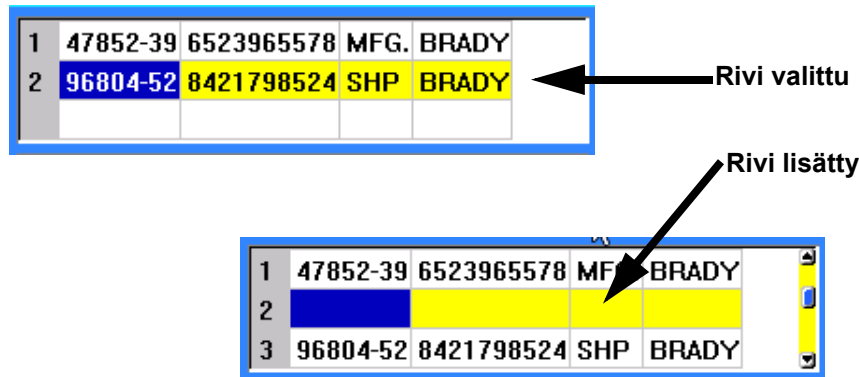 1 47852-39 6523965578 MFG. BRADY
2 96804-52 8421798524 SHP BRADY
Rivi valittu
Rivi lisätty
1 47852-39 6523965578 BRADY
2
3 96804-52 8421798524 SHP BRADY